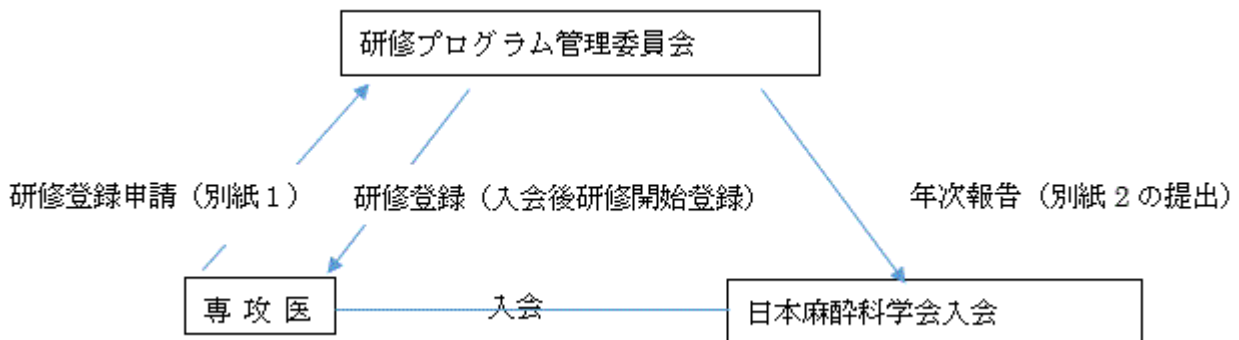 研修プログラム管理委員会
研修登録申請（別紙１）
研修登録（入会後研修開始登録）
年次報告（別紙２の提出）
専 攻 医
入会
日本麻酔科学会入会